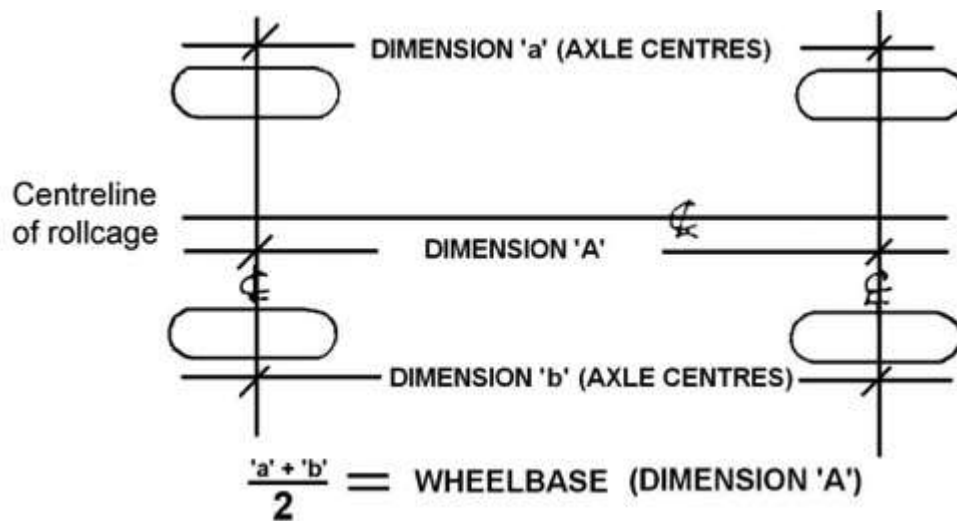 DIMENSION 'a' (AXLE CENTRES)
Centreline
of rollcage
℄
DIMENSION 'A'
℄
℄
DIMENSION 'b' (AXLE CENTRES)
'a' + 'b'
2
= WHEELBASE (DIMENSION 'A')